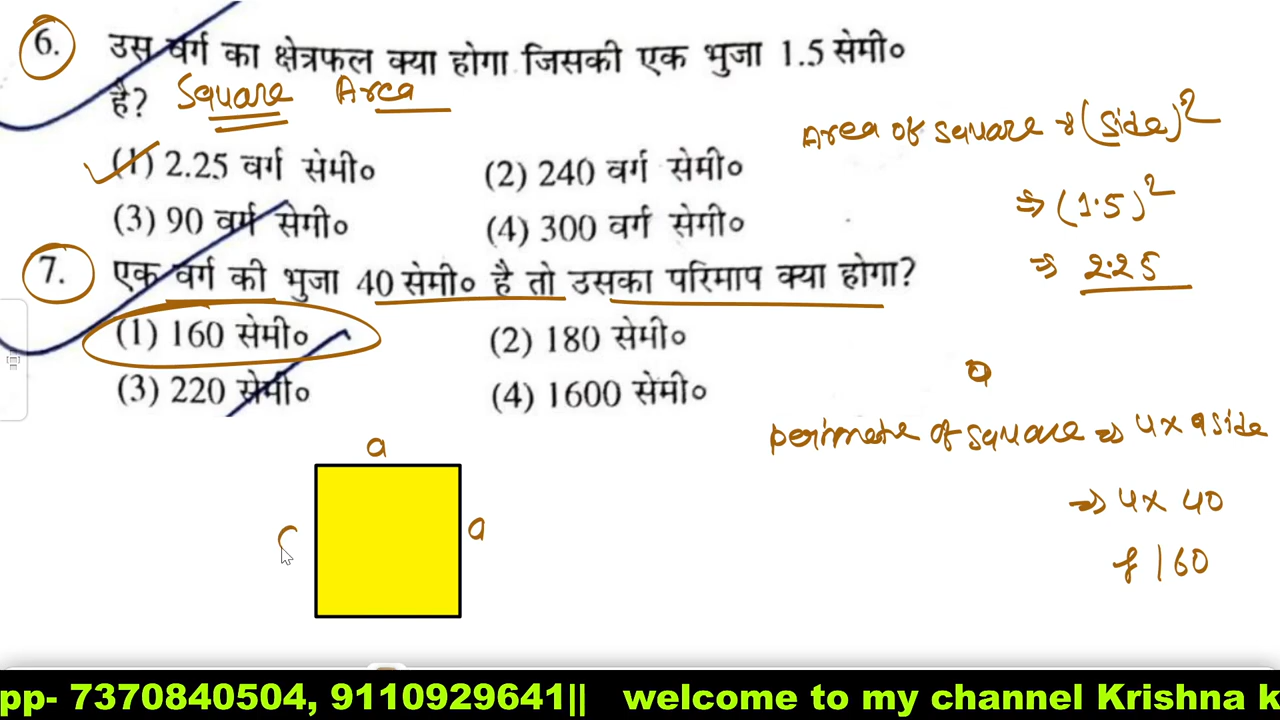 6. उस वर्ग का क्षेत्रफल क्या होगा जिसकी एक भुजा 1.5 सेमी०
है? Square Area
(1) 2.25 वर्ग सेमी० (2) 240 वर्ग सेमी०
(3) 90 वर्ग सेमी० (4) 300 वर्ग सेमी०
7. एक वर्ग की भुजा 40 सेमी० है तो उसका परिमाप क्या होगा?
(1) 160 सेमी० (2) 180 सेमी०
(3) 220 सेमी० (4) 1600 सेमी०
Area of square (Side)²
⇒ (1.5)²
⇒ 2.25
of square ⇒ 4 x side
⇒ 4 x 40
160
a
a
pp- 7370840504, 9110929641|| welcome to my channel Krishna k